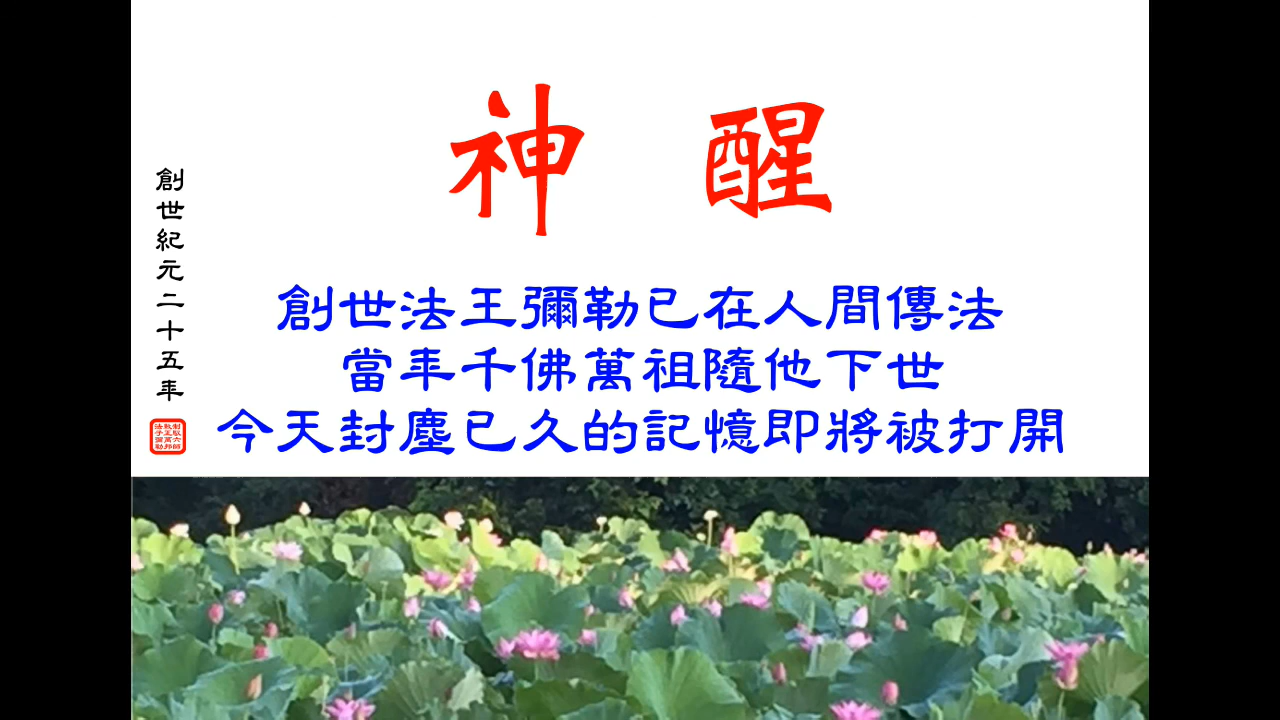 神 醒
創世紀元二十五年
創世法王彌勒已在人間傳法
當年千佛萬祖隨他下世
今天封塵已久的記憶即將被打開